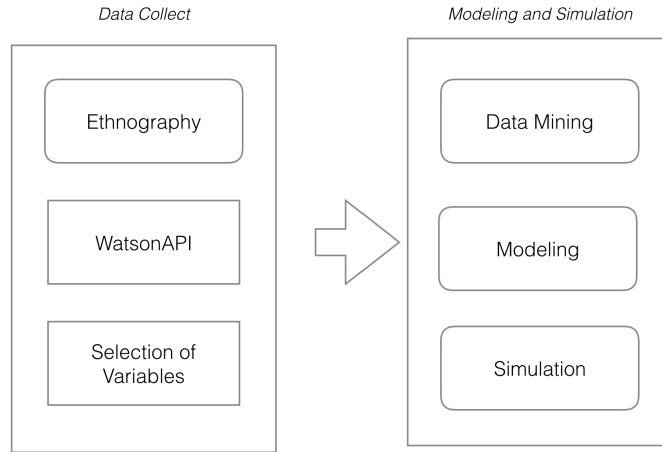 Data Collect
Ethnography
WatsonAPI
Selection of
Variables
Modeling and Simulation
Data Mining
Modeling
Simulation